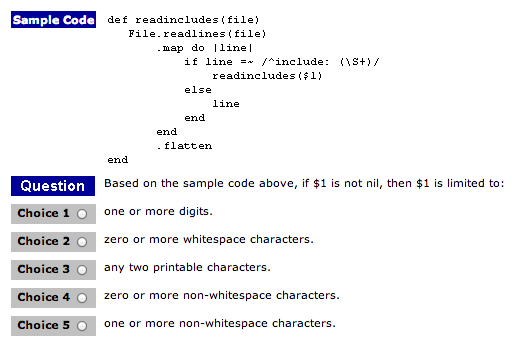 Sample Code
def readincludes(file)
File.readlines(file)
.map do |line|
if line =~ /^include: (\S+)/
readincludes($1)
else
line
end
end
.flatten
end
Question Based on the sample code above, if $1 is not nil, then $1 is limited to:
Choice 1 one or more digits.
Choice 2 zero or more whitespace characters.
Choice 3 any two printable characters.
Choice 4 zero or more non-whitespace characters.
Choice 5 one or more non-whitespace characters.